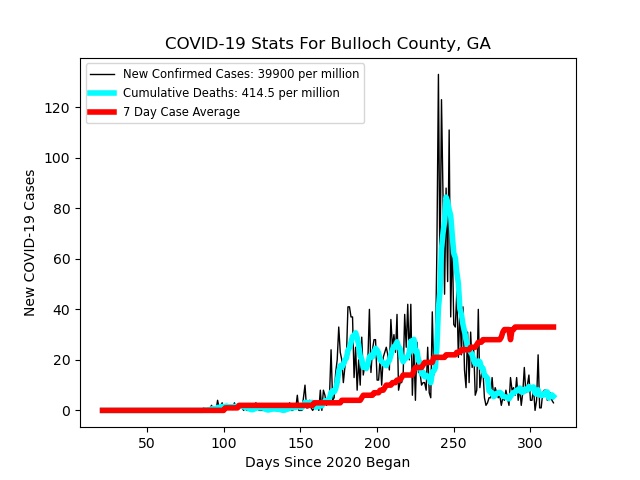 COVID-19 Stats For Bulloch County, GA
New Confirmed Cases: 39900 per million
Cumulative Deaths: 414.5 per million
7 Day Case Average
New COVID-19 Cases
120
100
80
60
40
20
0
50 100 150 200 250 300
Days Since 2020 Began